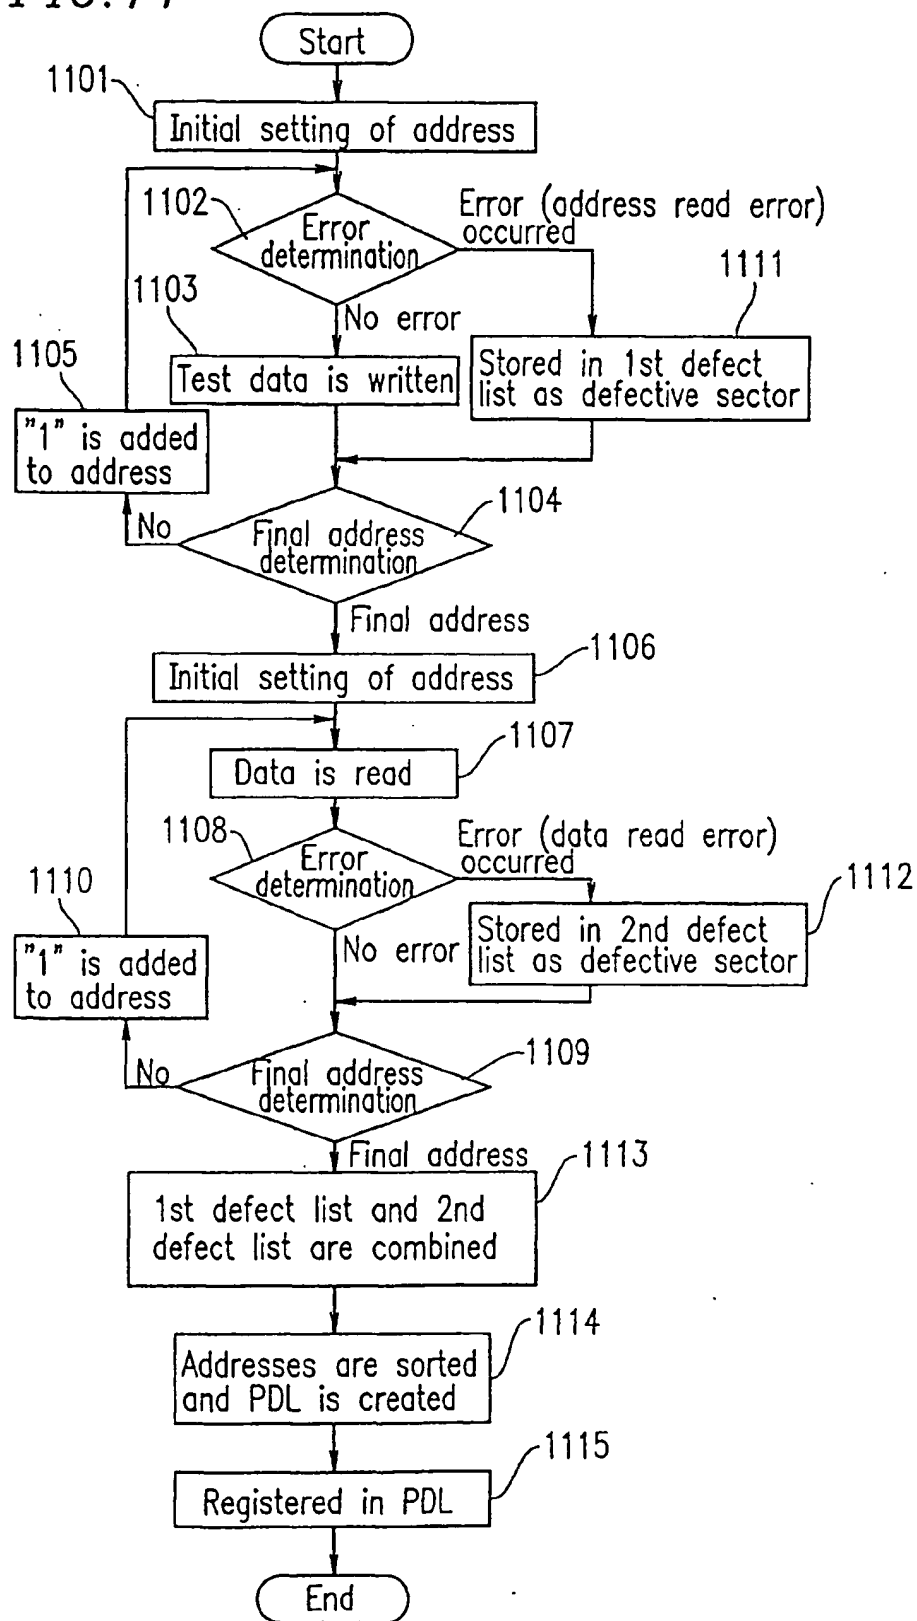 Start
1101
Initial setting of address
1102
Error
determination
Error (address read error)
occurred
1111
1103
No error
Stored in 1st defect
list as defective sector
1105
Test data is written
"1" is added
to address
1104
No
Final address
determination
Final address
1106
Initial setting of address
1107
Data is read
1108
Error
determination
Error (data read error)
occurred
1110
1112
No error
Stored in 2nd defect
list as defective sector
"1" is added
to address
1109
No
Final address
determination
Final address
1113
1st defect list and 2nd
defect list are combined
1114
Addresses are sorted
and PDL is created
1115
Registered in PDL
End